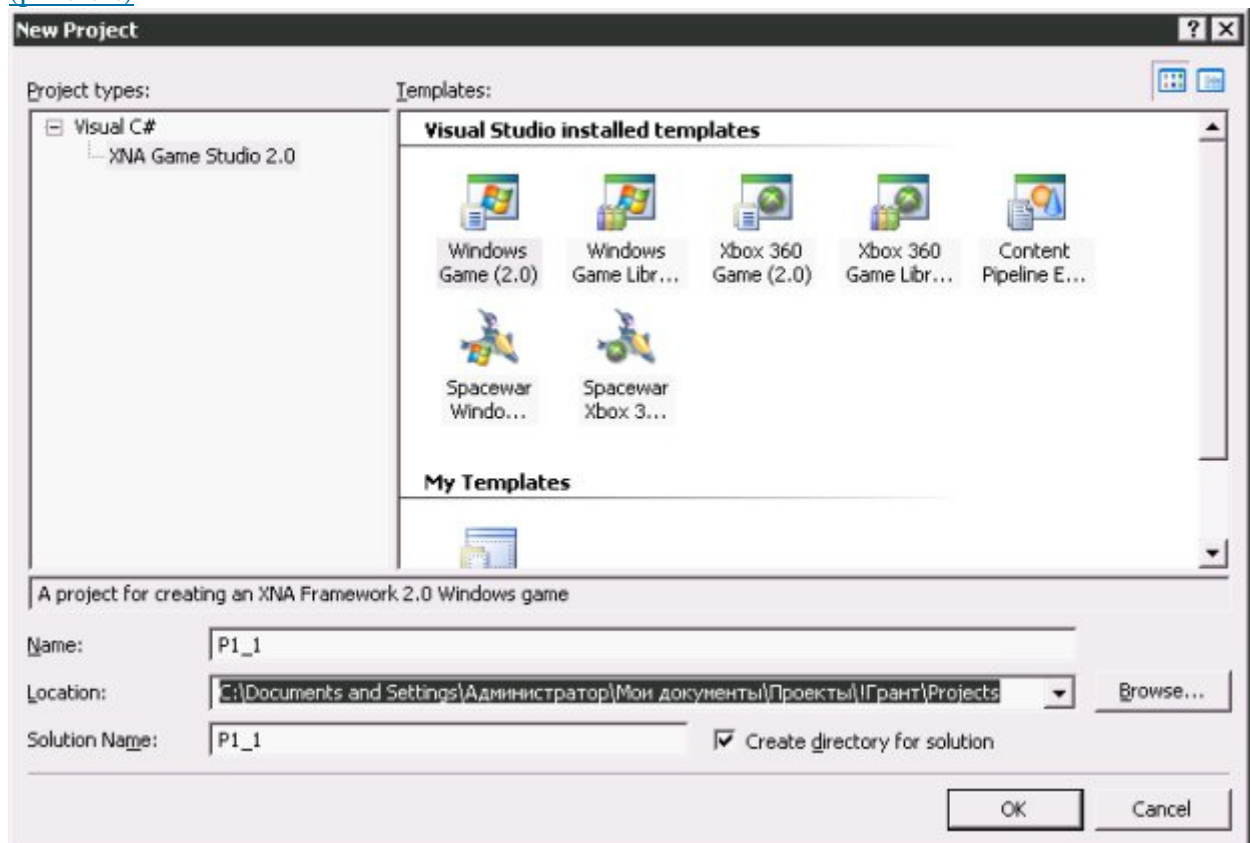 New Project
Project types:
Templates:
Visual C#
XNA Game Studio 2.0
Visual Studio installed templates
Windows Game (2.0)
Windows Game Libr...
Xbox 360 Game (2.0)
Xbox 360 Game Libr...
Content Pipeline E...
Spacewar Windo...
Spacewar Xbox 3...
My Templates
A project for creating an XNA Framework 2.0 Windows game
Name:
P1_1
Location:
C:\Documents and Settings\Администратор\Мои документы\Проекты\!Грант\Projects
Browse...
Solution Name:
P1_1
Create directory for solution
OK
Cancel